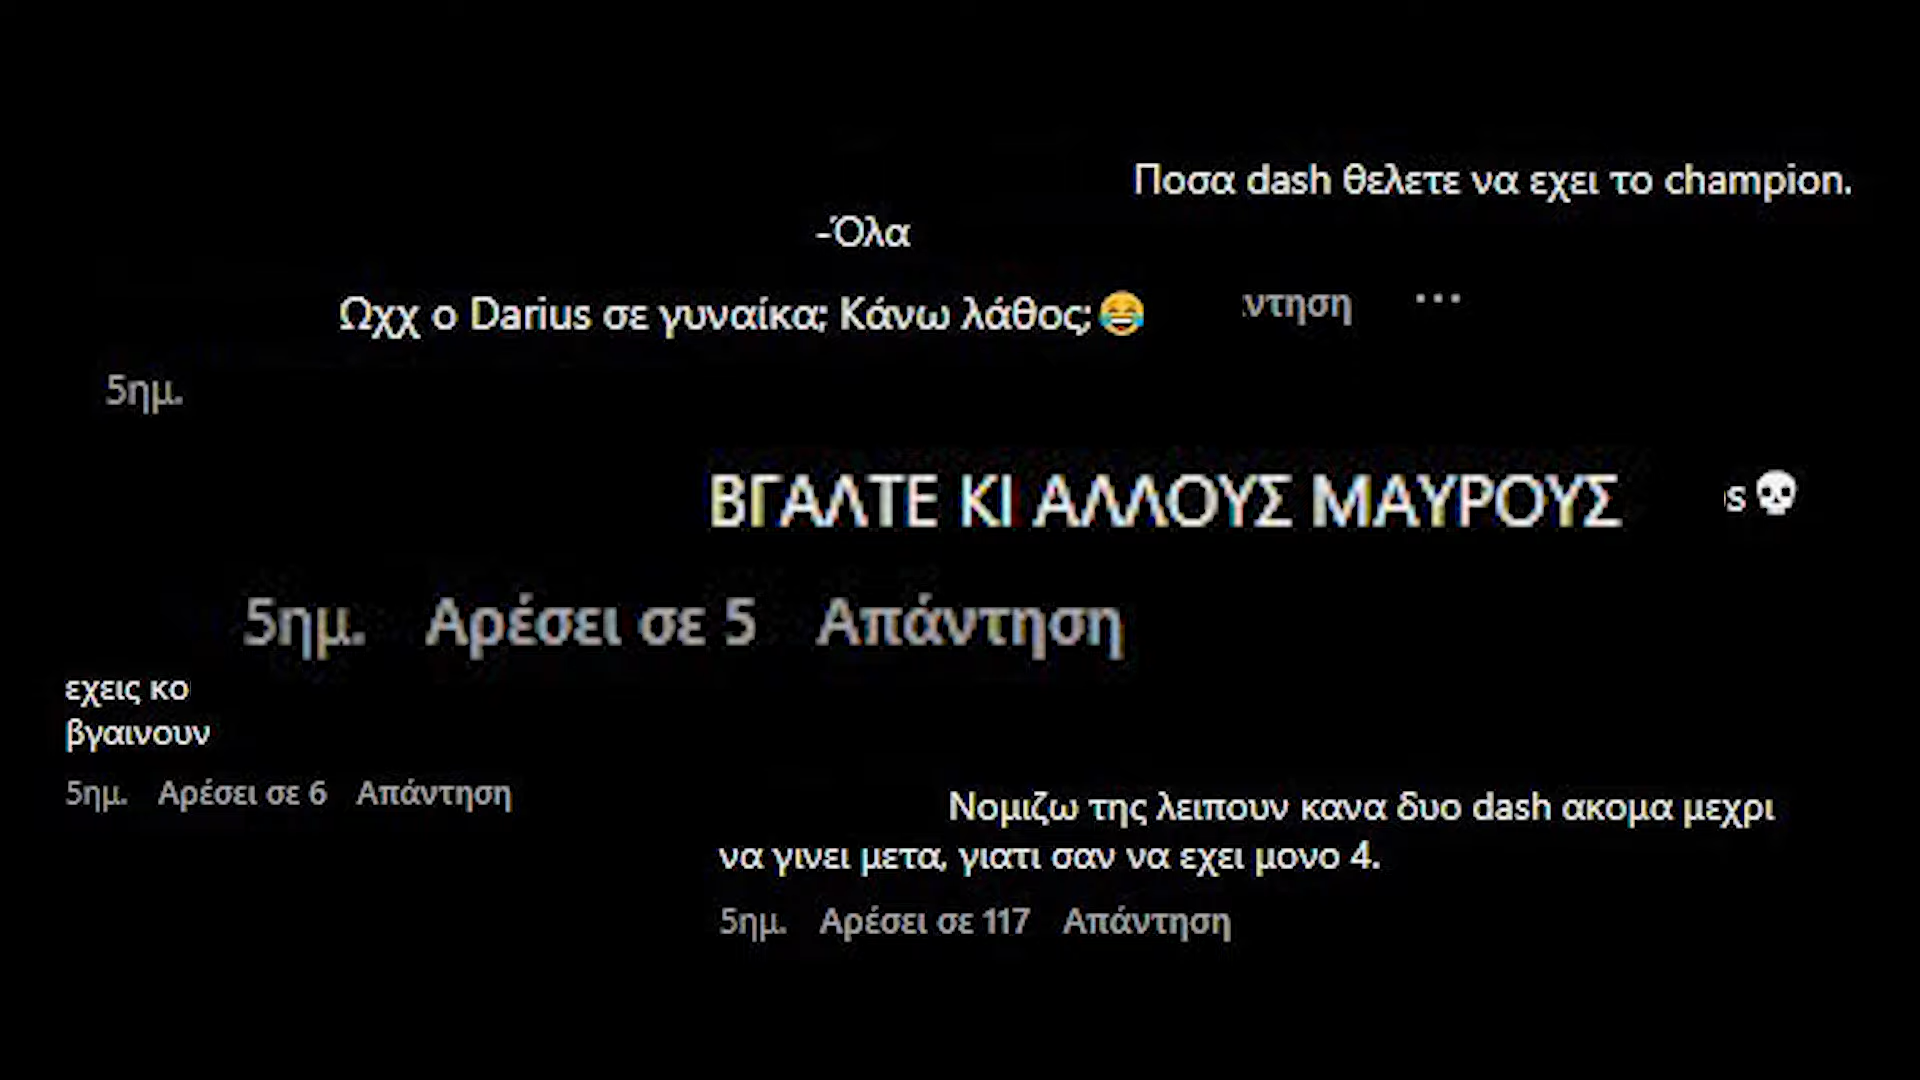 Ποσα dash θελετε να εχει το champion.
-Όλα
Ωχχ ο Darius σε γυναίκα; Κάνω λάθος;😂
ντηση ...
5ημ.
ΒΓΑΛΤΕ ΚΙ ΑΛΛΟΥΣ ΜΑΥΡΟΥΣ
s💀
5ημ. Αρέσει σε 5 Απάντηση
εχεις κο
βγαινουν
5ημ. Αρέσει σε 6 Απάντηση
Νομιζω της λειπουν κανα δυο dash ακομα μεχρι
να γινει μετα, γιατι σαν να εχει μονο 4.
5ημ. Αρέσει σε 117 Απάντηση